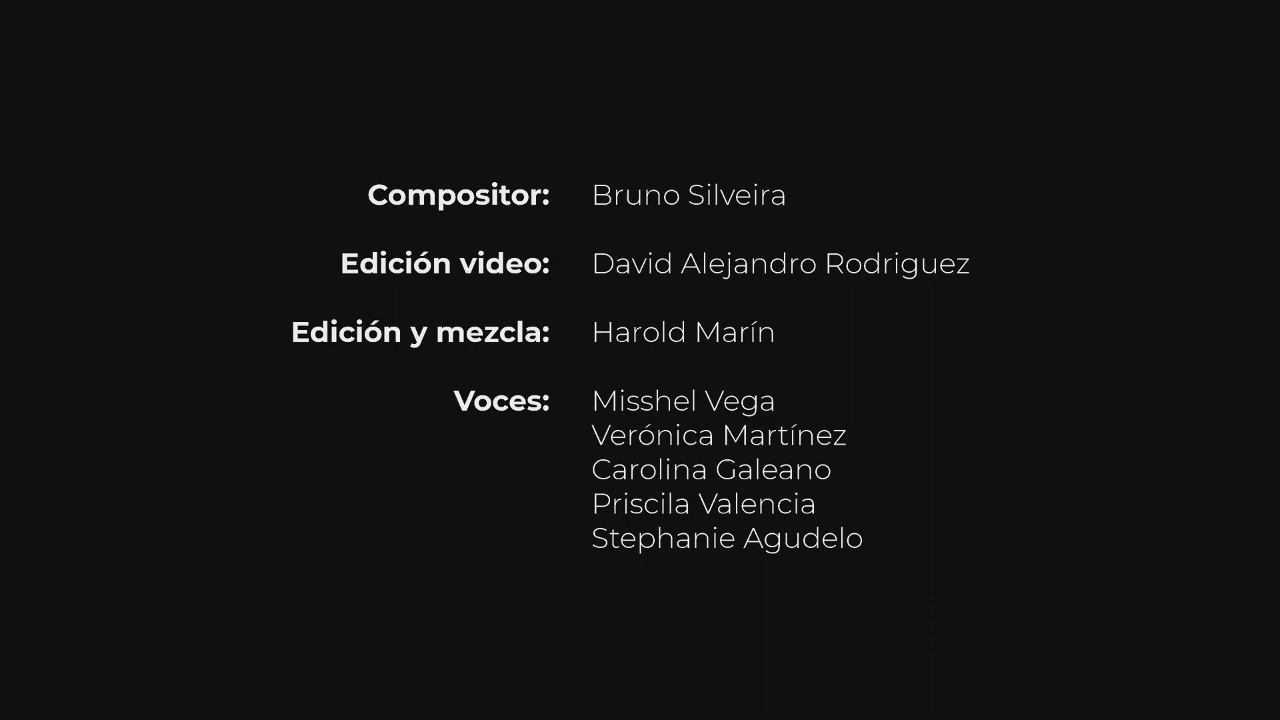 Compositor: Bruno Silveira
Edición video: David Alejandro Rodriguez
Edición y mezcla: Harold Marín
Voces: Misshel Vega
Verónica Martínez
Carolina Galeano
Priscila Valencia
Stephanie Agudelo